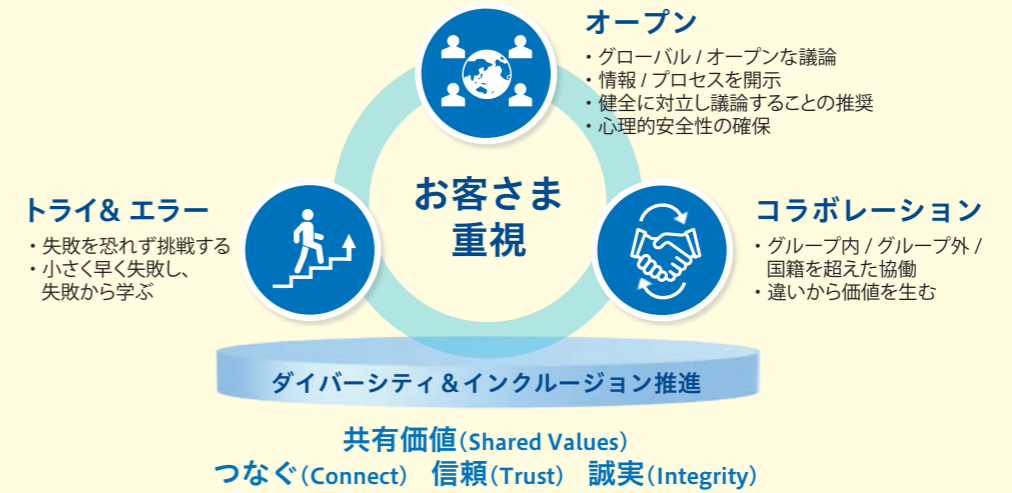 オープン
・グローバル / オープンな議論
・情報 / プロセスを開示
・健全に対立し議論することの推奨
・心理的安全性の確保
お客さま
重視
トライ& エラー
・失敗を恐れず挑戦する
・小さく早く失敗し、
失敗から学ぶ
コラボレーション
・グループ内 / グループ外 /
国籍を超えた協働
・違いから価値を生む
ダイバーシティ＆インクルージョン推進
共有価値(Shared Values)
つなぐ(Connect) 信頼(Trust) 誠実(Integrity)